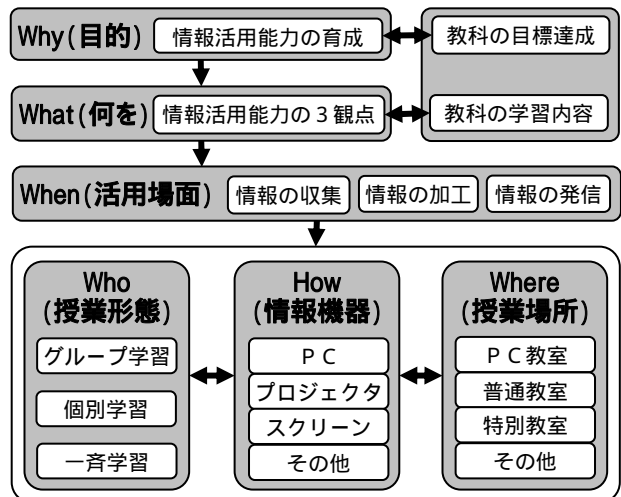 Why(目的) 情報活用能力の育成 教科の目標達成
What(何を) 情報活用能力の3観点 教科の学習内容
When(活用場面) 情報の収集 情報の加工 情報の発信
Who
(授業形態)
グループ学習
個別学習
一斉学習
How
(情報機器)
PC
プロジェクタ
スクリーン
その他
Where
(授業場所)
PC教室
普通教室
特別教室
その他